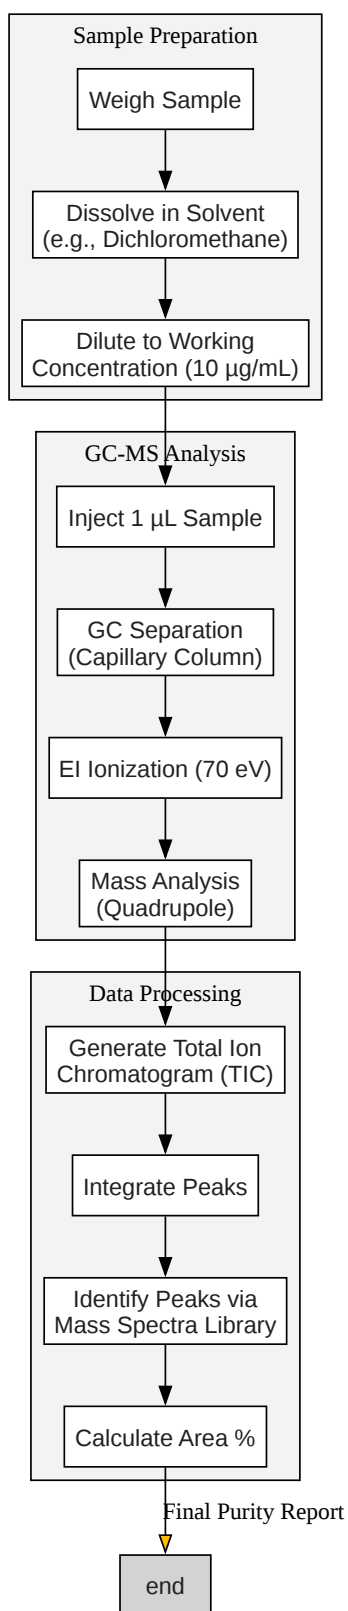 Sample Preparation
Weigh Sample
Dissolve in Solvent
(e.g., Dichloromethane)
Dilute to Working
Concentration (10 µg/mL)
GC-MS Analysis
Inject 1 µL Sample
GC Separation
(Capillary Column)
EI Ionization (70 eV)
Mass Analysis
(Quadrupole)
Data Processing
Generate Total Ion
Chromatogram (TIC)
Integrate Peaks
Identify Peaks via
Mass Spectra Library
Calculate Area %
Final Purity Report
end